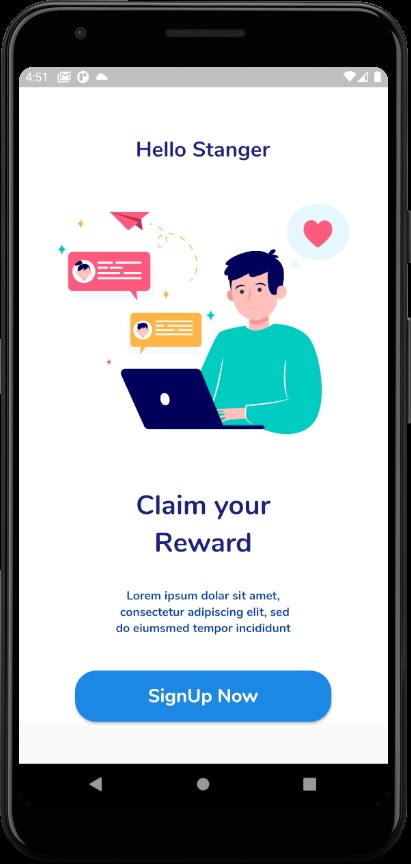 4:51
Hello Stanger
Claim your
Reward
Lorem ipsum dolar sit amet,
consectetur adipiscing elit, sed
do eiumsmed tempor incididunt
SignUp Now